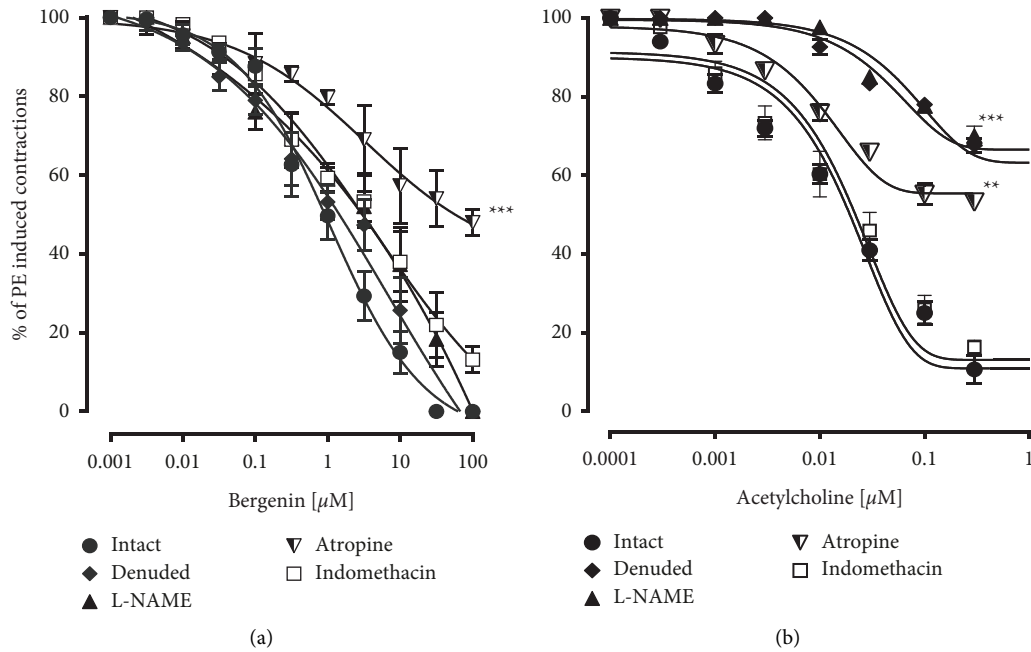 % of PE induced contractions
100
80
60
40
20
0
***
0.001 0.01 0.1 1 10 100
Bergenin [μM]
Intact
Denuded
L-NAME
Atropine
Indomethacin
(a)
100
80
60
40
20
0
***
**
0.0001 0.001 0.01 0.1 1
Acetylcholine [μM]
Intact
Denuded
L-NAME
Atropine
Indomethacin
(b)